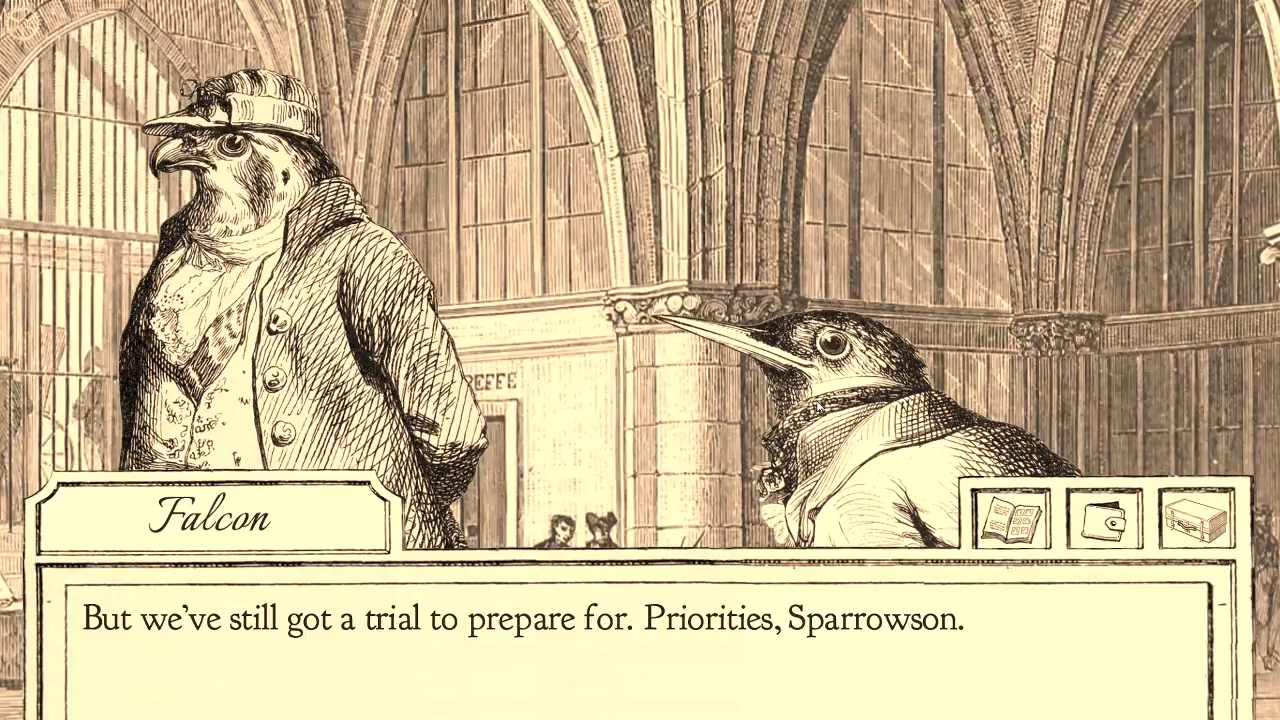 REFFE
Falcon
But we've still got a trial to prepare for. Priorities, Sparrowson.